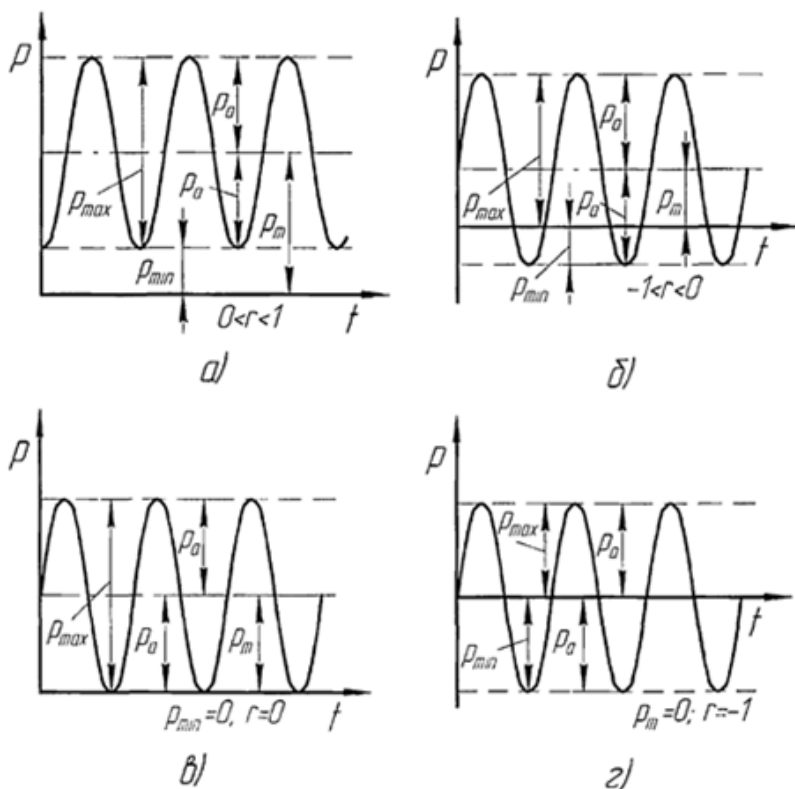 p
p_a
p_max
p_a
p_m
p_min
0<r<1
t
а)
p
p_a
p_max
p_a
p_m
t
p_min
-1<r<0
б)
p
p_a
p_max
p_a
p_m
p_min=0, r=0
t
в)
p
p_max
p_a
t
p_min
p_a
p_m=0; r=-1
г)